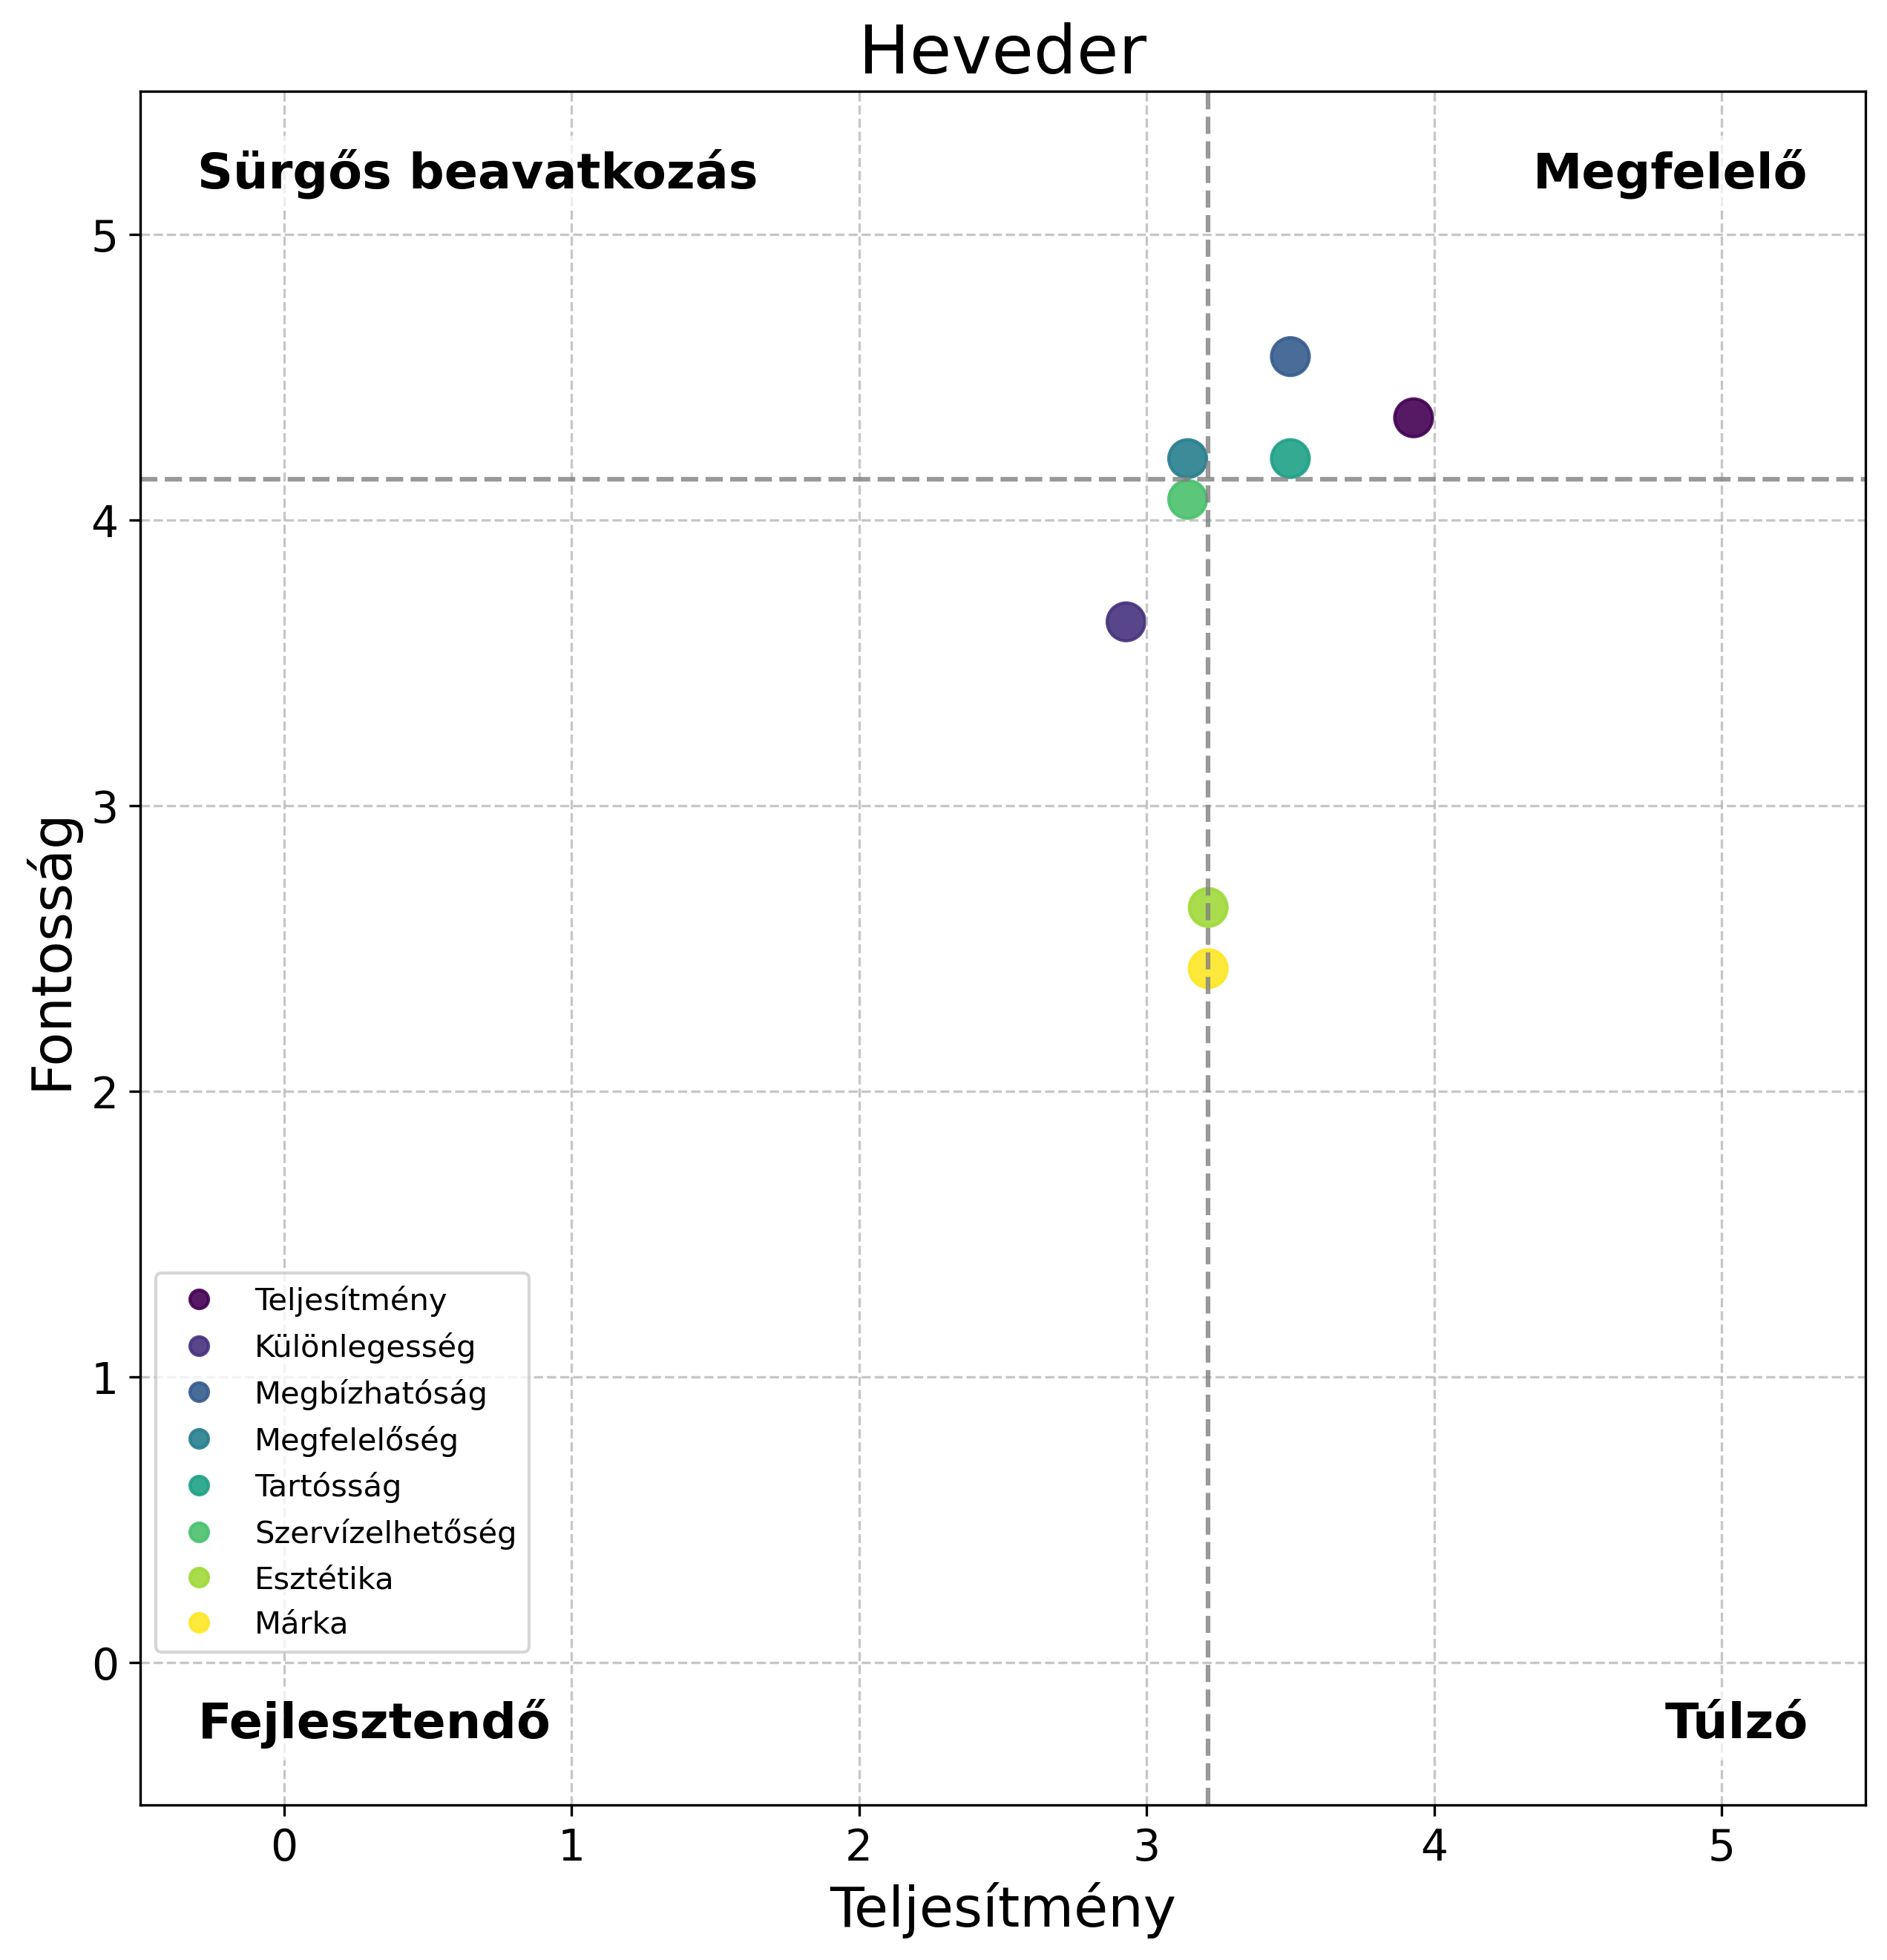 Heveder
Sürgős beavatkozás
Megfelelő
5
4
3
2
1
0
Fontosság
Teljesítmény
Különlegesség
Megbízhatóság
Megfelelőség
Tartósság
Szervízelhetőség
Esztétika
Márka
Fejlesztendő
Túlzó
0 1 2 3 4 5
Teljesítmény